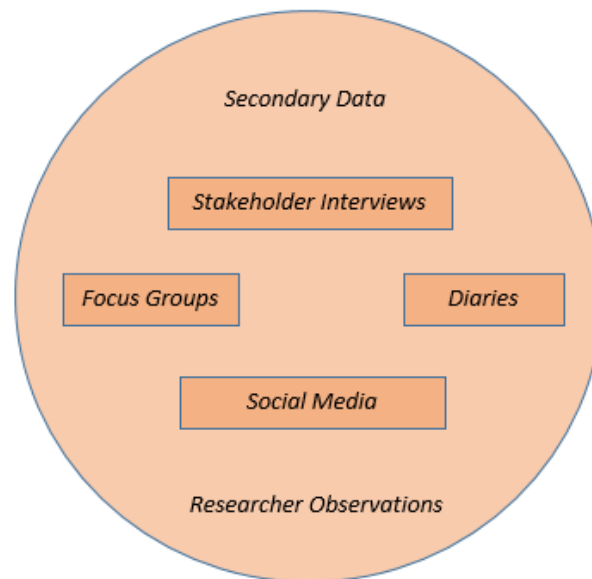 Secondary Data
Stakeholder Interviews
Focus Groups
Diaries
Social Media
Researcher Observations